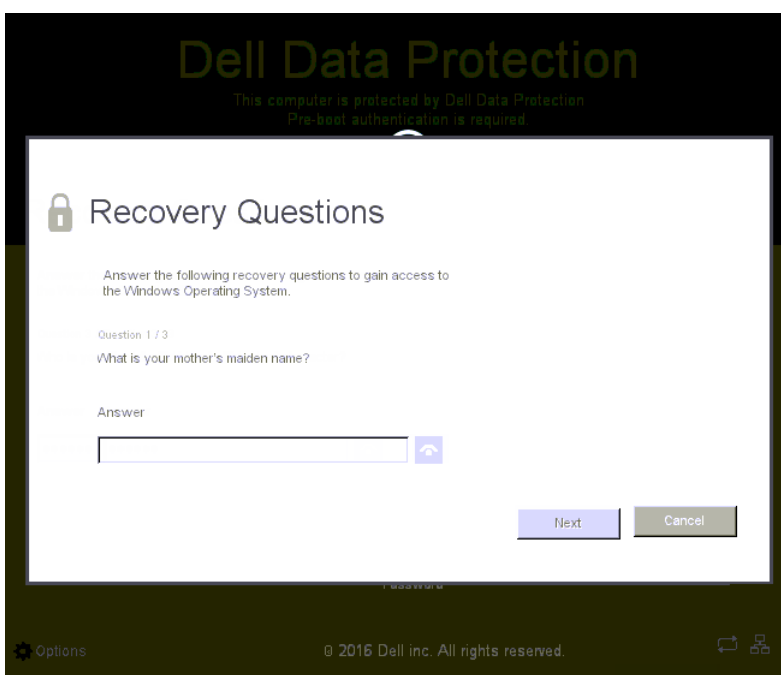 Dell Data Protection
This computer is protected by Dell Data Protection
Pre-boot authentication is required.
Recovery Questions
Answer the following recovery questions to gain access to
the Windows Operating System.
Question 1 / 3
What is your mother's maiden name?
Answer
Next
Cancel
Password
Options
© 2016 Dell inc. All rights reserved.